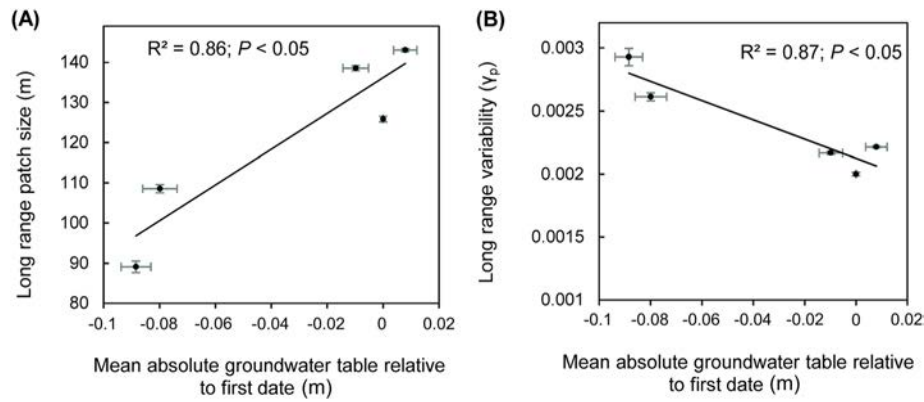 (A)
R² = 0.86; P < 0.05
Long range patch size (m)
140
120
100
90
80
-0.1
-0.08
-0.06
-0.04
-0.02
0
0.02
Mean absolute groundwater table relative
to first date (m)
(B)
R² = 0.87; P < 0.05
Long range variability (γp)
0.003
0.0025
0.002
0.0015
0.001
-0.1
-0.08
-0.06
-0.04
-0.02
0
0.02
Mean absolute groundwater table relative
to first date (m)